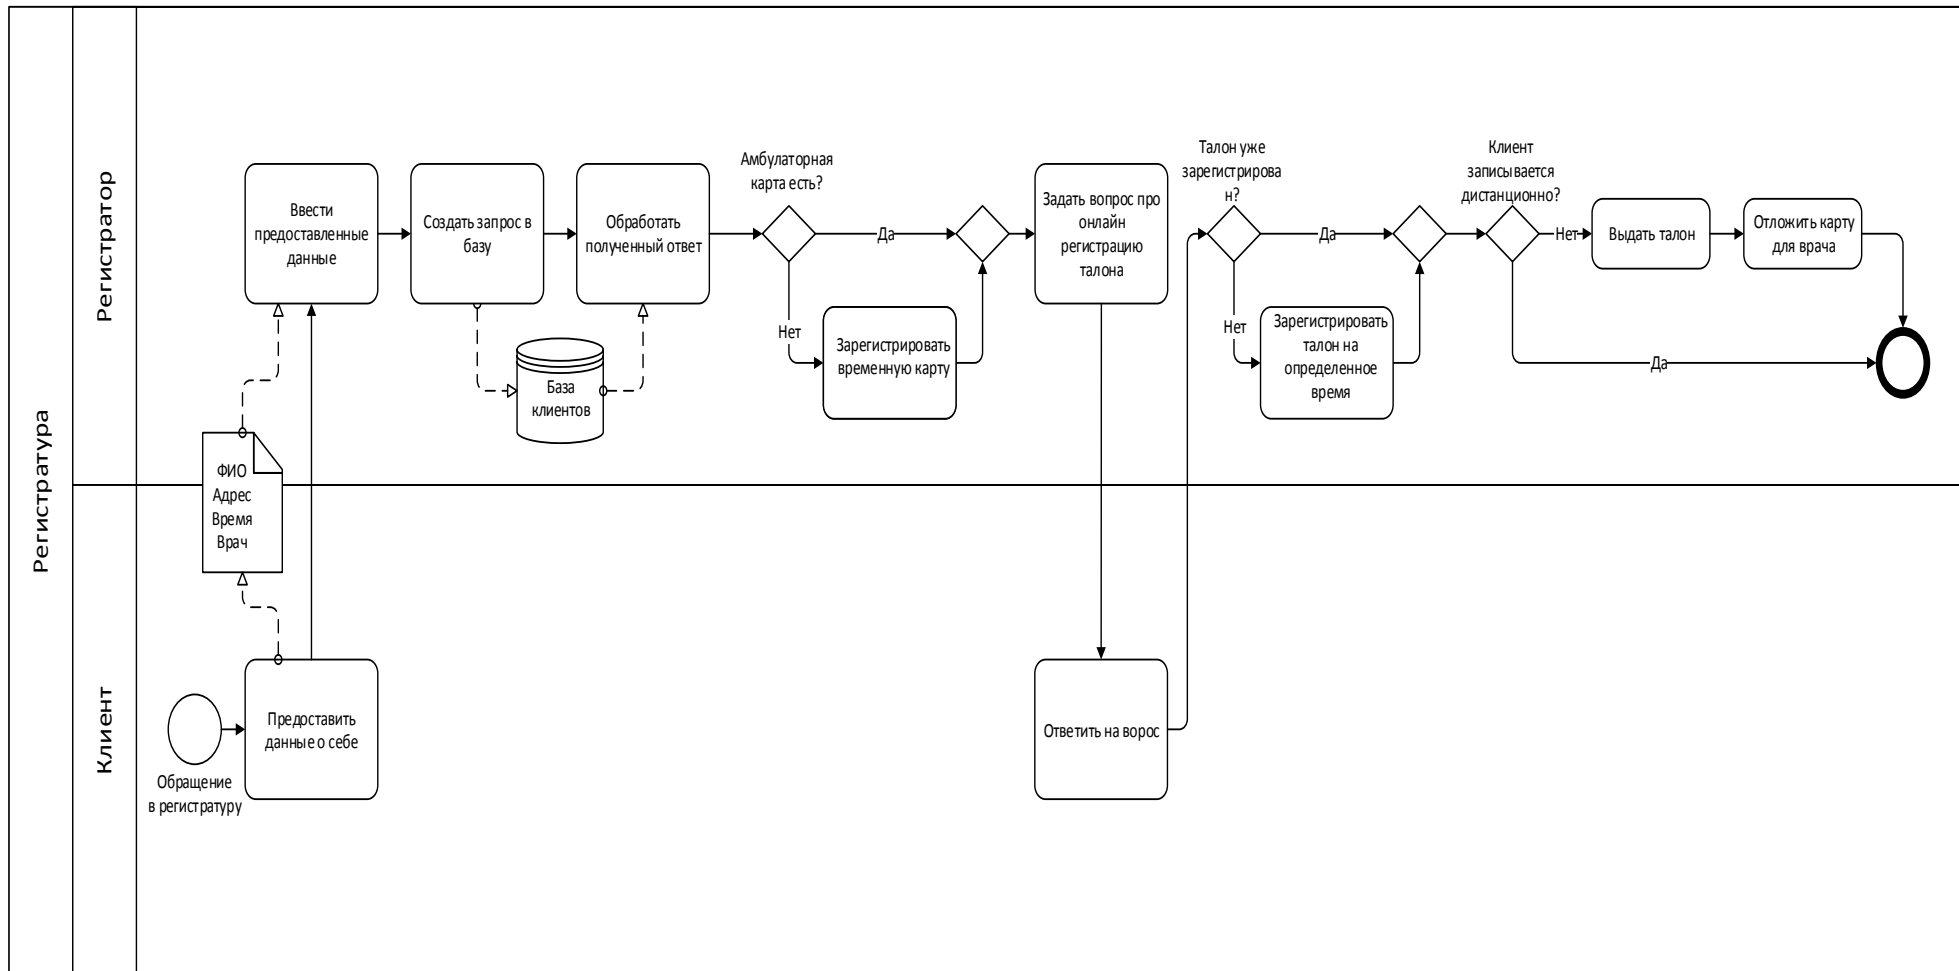 Регистратура
Регистратор
Клиент
Ввести
предоставленные
данные
Создать запрос в
базу
Обработать
полученный ответ
Амбулаторная
карта есть?
Да
Нет
Зарегистрировать
временную карту
База
клиентов
Задать вопрос про
онлайн
регистрацию
талона
Талон уже
зарегистрирова
н?
Да
Нет
Зарегистрировать
талон на
определенное
время
Клиент
записывается
дистанционно?
Нет
Выдать талон
Отложить карту
для врача
Да
ФИО
Адрес
Время
Врач
Обращение
в регистратуру
Предоставить
данные о себе
Ответить на ворос